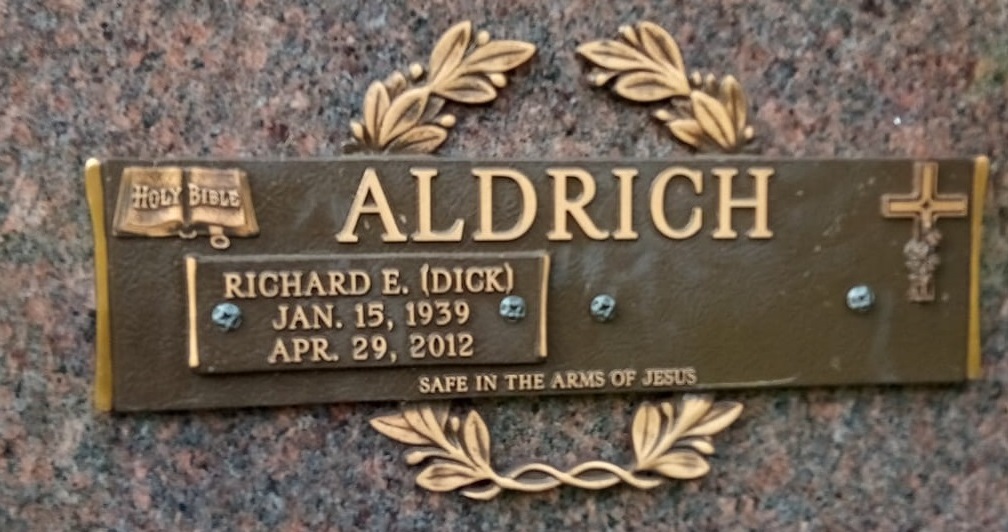 HOLY BIBLE
ALDRICH
RICHARD E. (DICK)
JAN. 15, 1939
APR. 29, 2012
SAFE IN THE ARMS OF JESUS